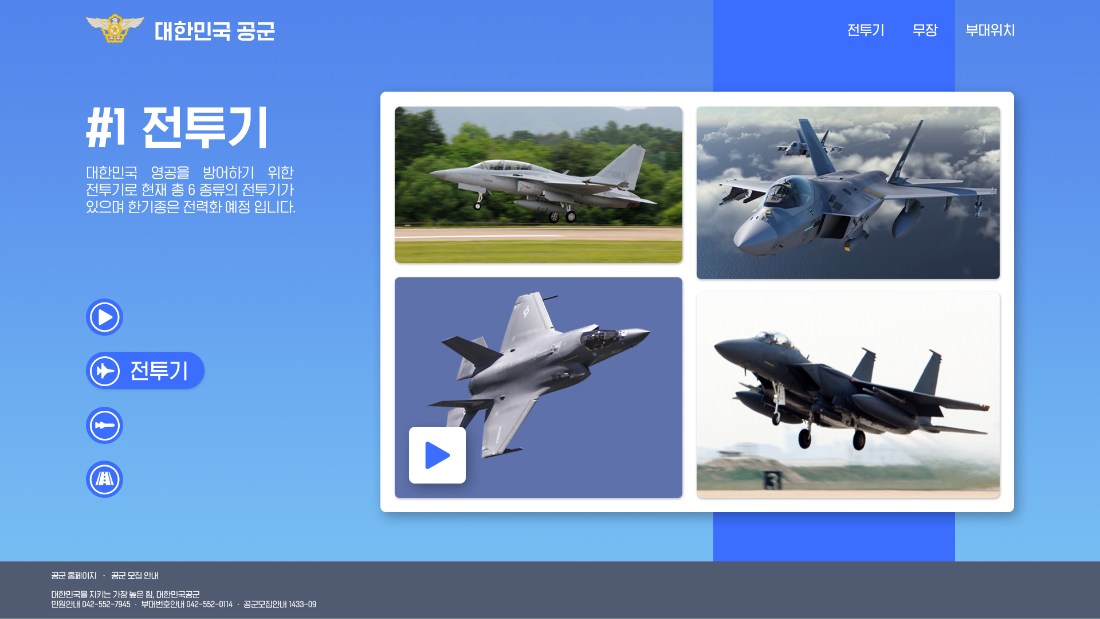 대한민국 공군
전투기 무장 부대위치
#1 전투기
대한민국 영공을 방어하기 위한
전투기로 현재 총 6 종류의 전투기가
있으며 한기종은 전력화 예정 입니다.
전투기
3
공군 홈페이지 · 공군 모집 안내
대한민국을 지키는 가장 높은 힘, 대한민국공군
민원안내 042-552-7945 · 부대번호안내 042-552-0114 · 공군모집안내 1433-09